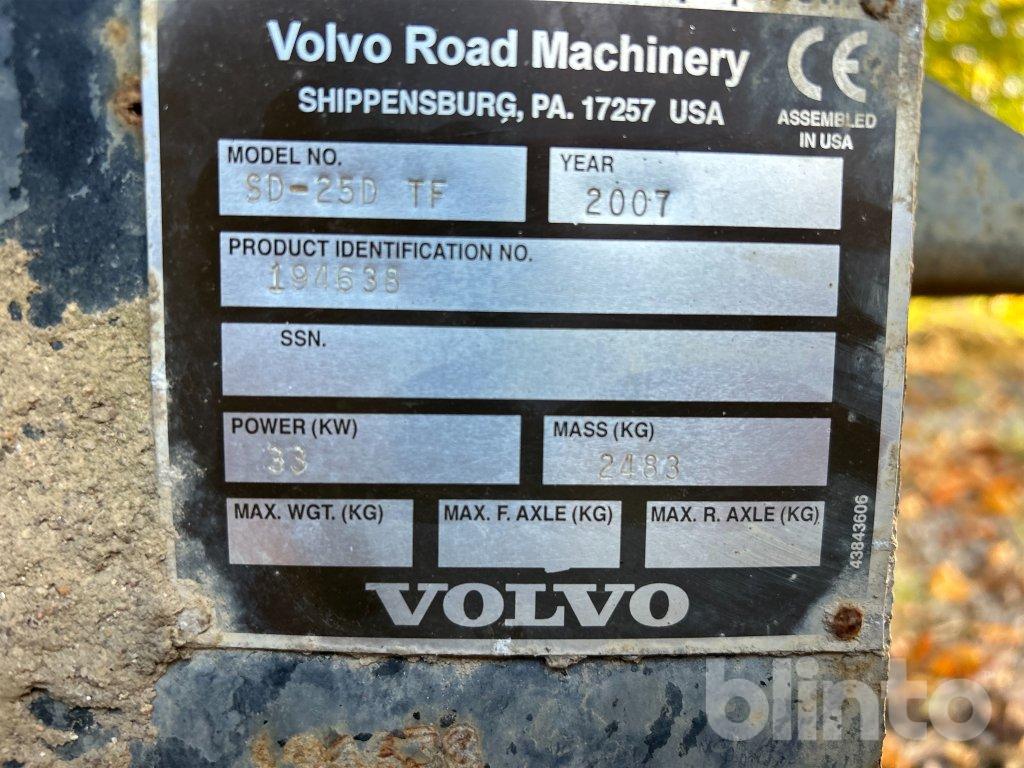 Volvo Road Machinery
SHIPPENSBURG, PA. 17257 USA
CE
ASSEMBLED
IN USA
MODEL NO.
SD-25D TF
YEAR
2007
PRODUCT IDENTIFICATION NO.
194638
SSN.
POWER (KW)
33
MASS (KG)
2483
MAX. WGT. (KG)
MAX. F. AXLE (KG)
MAX. R. AXLE (KG)
43843606
VOLVO
blinto